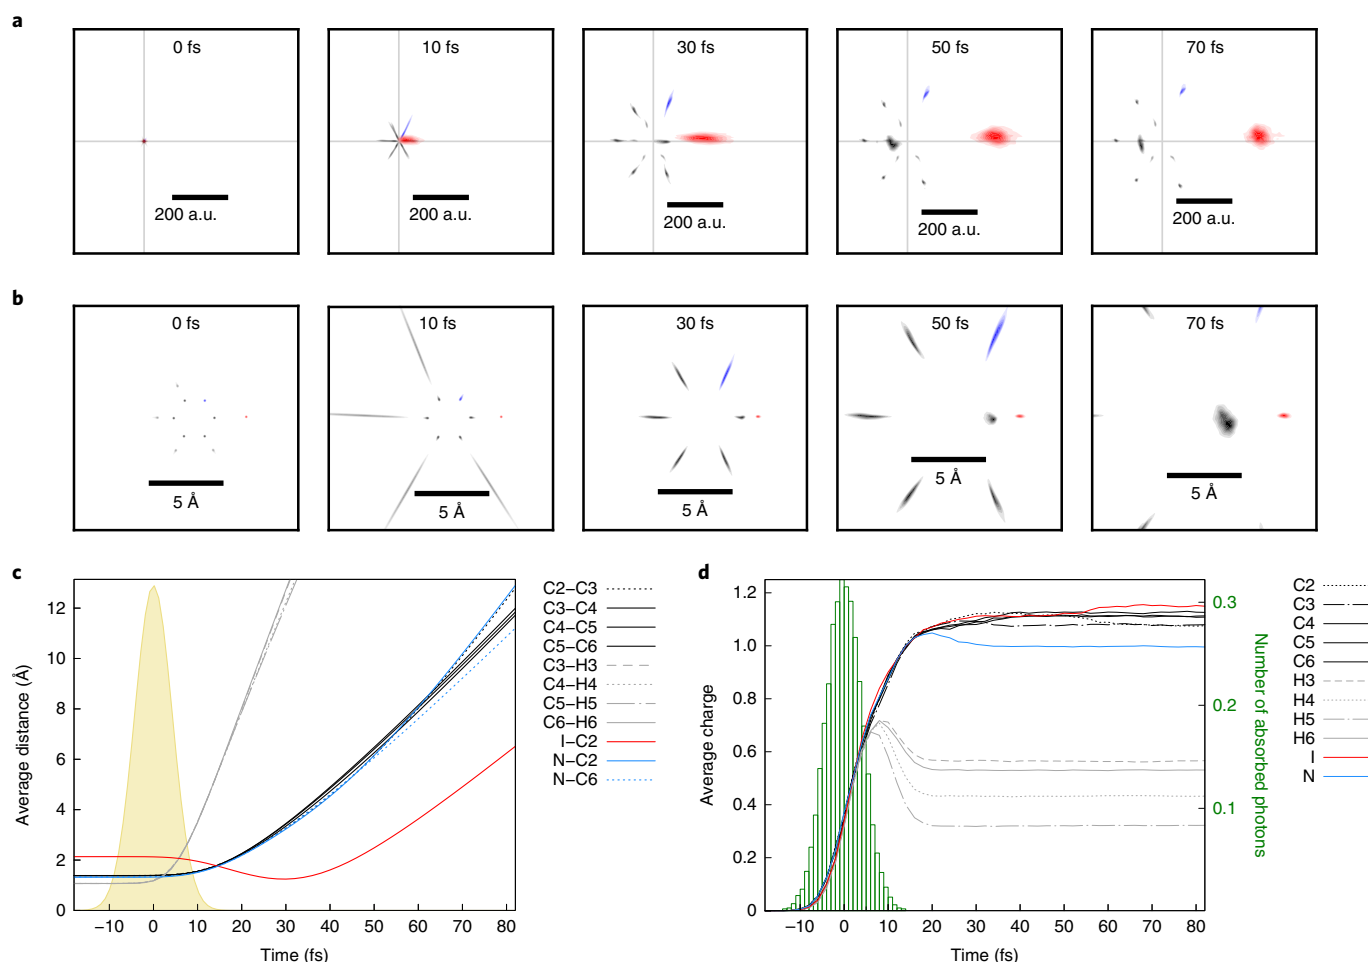 a
0 fs
10 fs
30 fs
50 fs
70 fs
200 a.u.
200 a.u.
200 a.u.
200 a.u.
200 a.u.
b
0 fs
10 fs
30 fs
50 fs
70 fs
5 Å
5 Å
5 Å
5 Å
5 Å
c
Average distance (Å)
12
10
8
6
4
2
0
−10
0
10
20
30
40
50
60
70
80
Time (fs)
C2–C3
C3–C4
C4–C5
C5–C6
C3–H3
C4–H4
C5–H5
C6–H6
I–C2
N–C2
N–C6
d
Average charge
1.2
1.0
0.8
0.6
0.4
0.2
0
−10
0
10
20
30
40
50
60
70
80
Time (fs)
0.3
0.2
0.1
Number of absorbed photons
C2
C3
C4
C5
C6
H3
H4
H5
H6
I
N